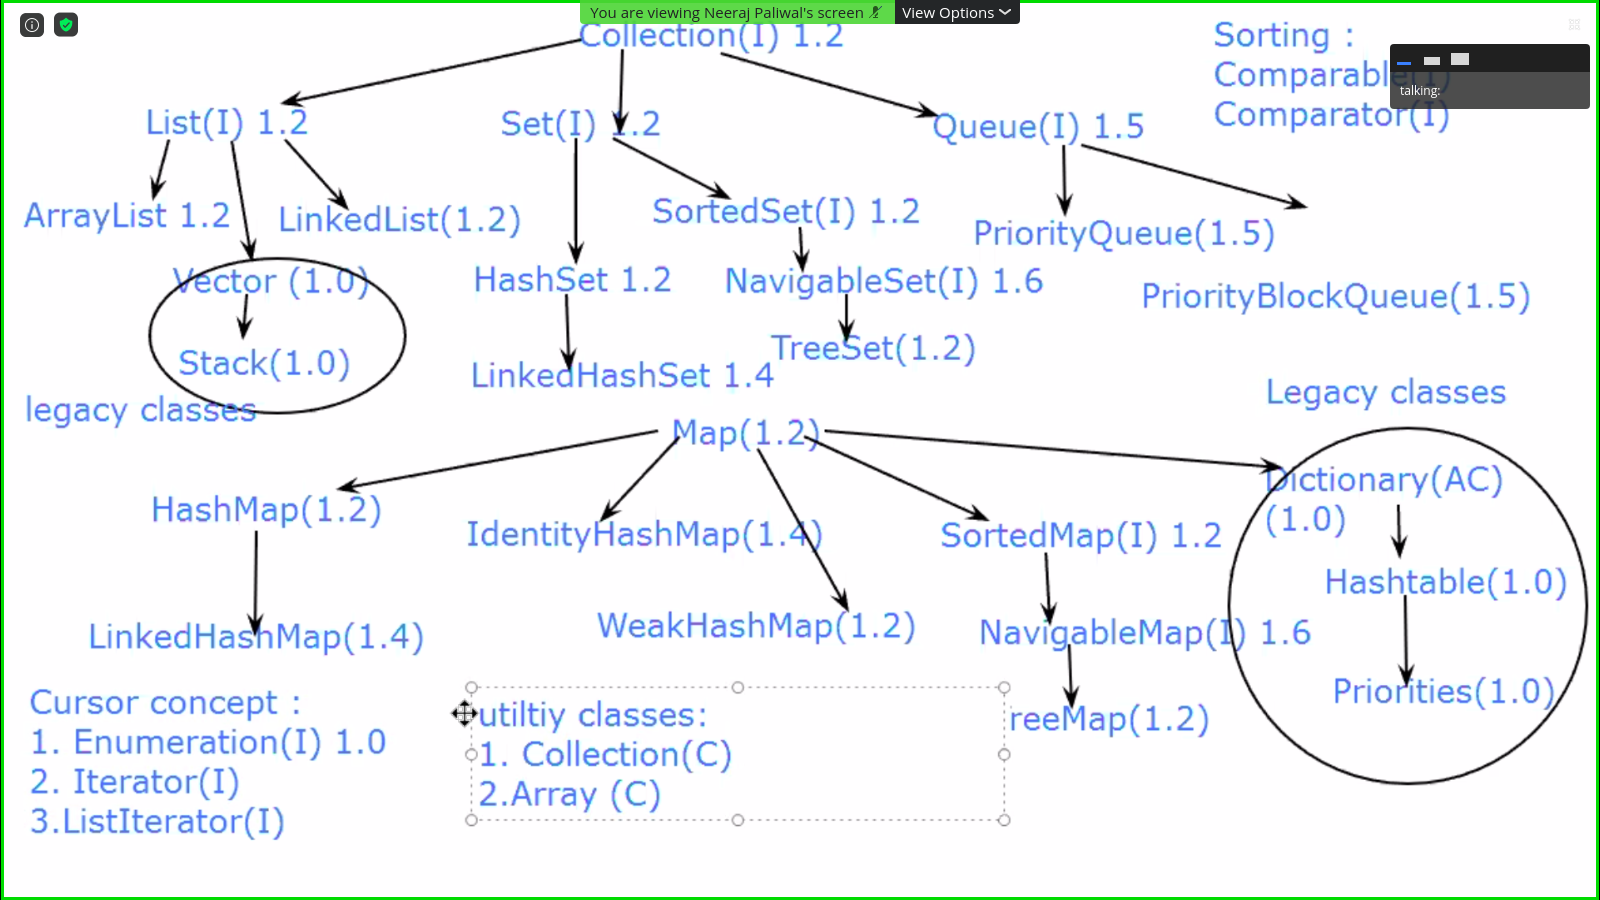 You are viewing Neeraj Paliwal's screen View Options
Collection(I) 1.2
Sorting :
Comparable(I)
talking:
Comparator(I)
List(I) 1.2
Set(I) 1.2
Queue(I) 1.5
ArrayList 1.2
LinkedList(1.2)
SortedSet(I) 1.2
PriorityQueue(1.5)
Vector (1.0)
HashSet 1.2
NavigableSet(I) 1.6
PriorityBlockQueue(1.5)
Stack(1.0)
TreeSet(1.2)
LinkedHashSet 1.4
legacy classes
Legacy classes
Map(1.2)
HashMap(1.2)
IdentityHashMap(1.4)
SortedMap(I) 1.2
Dictionary(AC)
(1.0)
Hashtable(1.0)
LinkedHashMap(1.4)
WeakHashMap(1.2)
NavigableMap(I) 1.6
Priorities(1.0)
reeMap(1.2)
Cursor concept :
1. Enumeration(I) 1.0
2. Iterator(I)
3.ListIterator(I)
utiltiy classes:
1. Collection(C)
2.Array (C)